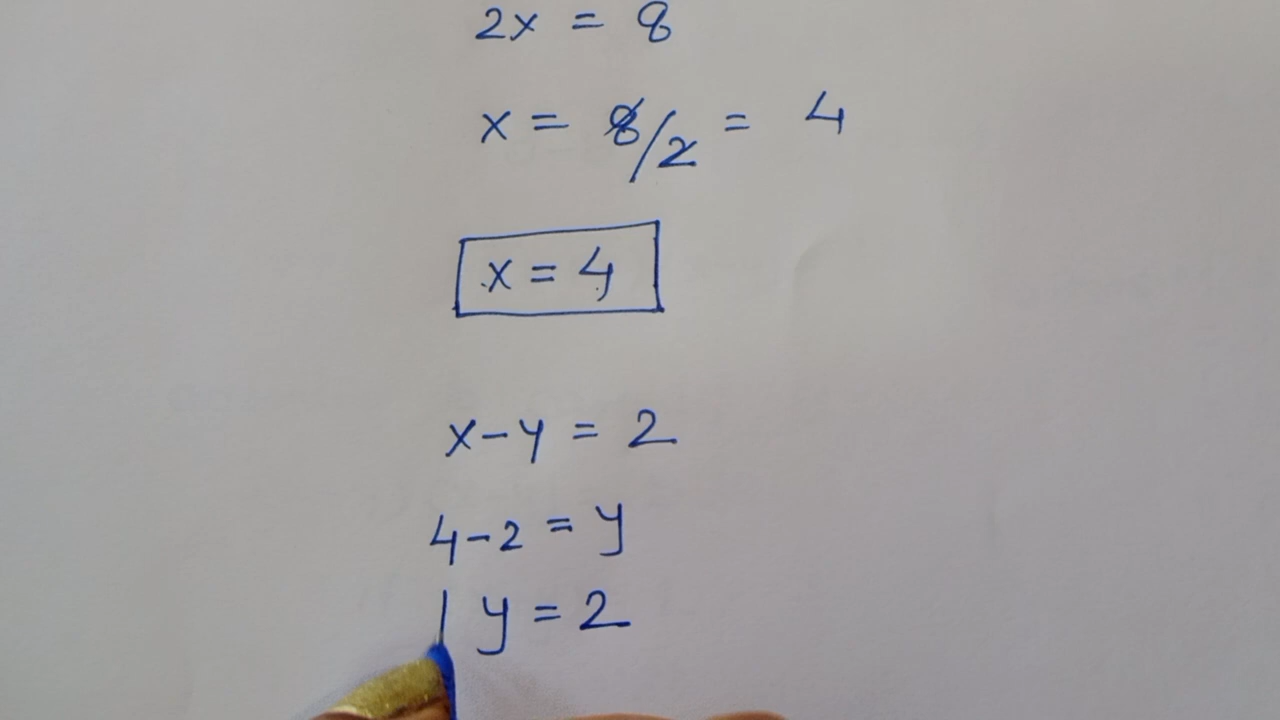 2x = 8
x = 8/2 = 4
x = 4
x-y = 2
4-2 = y
y = 2